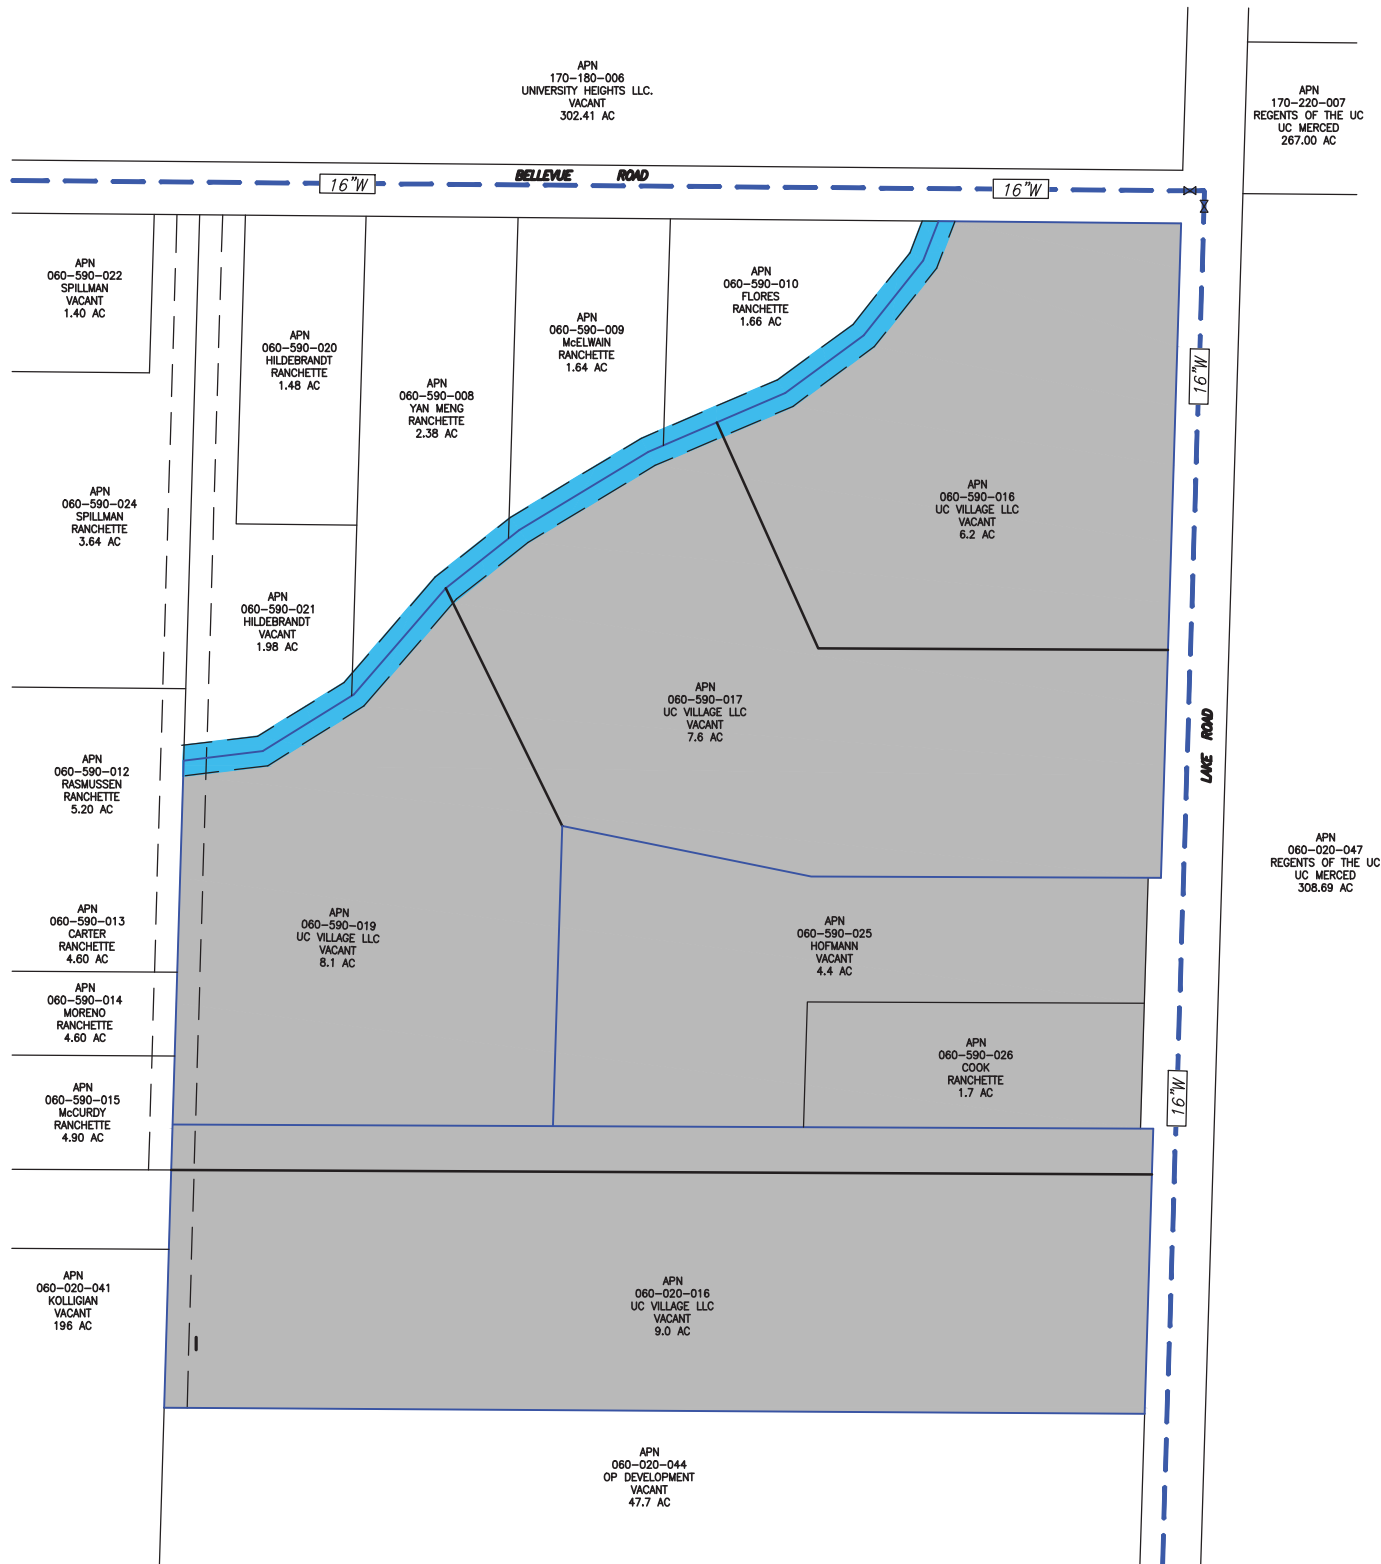 APN
170-180-006
UNIVERSITY HEIGHTS LLC.
VACANT
302.41 AC
APN
170-220-007
REGENTS OF THE UC
UC MERCED
267.00 AC
BELLEVUE ROAD
16"W
16"W
APN
060-590-022
SPILLMAN
VACANT
1.40 AC
APN
060-590-020
HILDEBRANDT
RANCHETTE
1.48 AC
APN
060-590-008
YAN MENG
RANCHETTE
2.38 AC
APN
060-590-009
McELWAIN
RANCHETTE
1.64 AC
APN
060-590-010
FLORES
RANCHETTE
1.66 AC
16"W
APN
060-590-024
SPILLMAN
RANCHETTE
3.64 AC
APN
060-590-016
UC VILLAGE LLC
VACANT
6.2 AC
APN
060-590-021
HILDEBRANDT
VACANT
1.98 AC
APN
060-590-017
UC VILLAGE LLC
VACANT
7.6 AC
LAKE ROAD
APN
060-590-012
RASMUSSEN
RANCHETTE
5.20 AC
APN
060-020-047
REGENTS OF THE UC
UC MERCED
308.69 AC
APN
060-590-013
CARTER
RANCHETTE
4.60 AC
APN
060-590-019
UC VILLAGE LLC
VACANT
8.1 AC
APN
060-590-025
HOFMANN
VACANT
4.4 AC
APN
060-590-014
MORENO
RANCHETTE
4.60 AC
APN
060-590-026
COOK
RANCHETTE
1.7 AC
16"W
APN
060-590-015
McCURDY
RANCHETTE
4.90 AC
APN
060-020-041
KOLLIGIAN
VACANT
196 AC
APN
060-020-016
UC VILLAGE LLC
VACANT
9.0 AC
APN
060-020-044
OP DEVELOPMENT
VACANT
47.7 AC